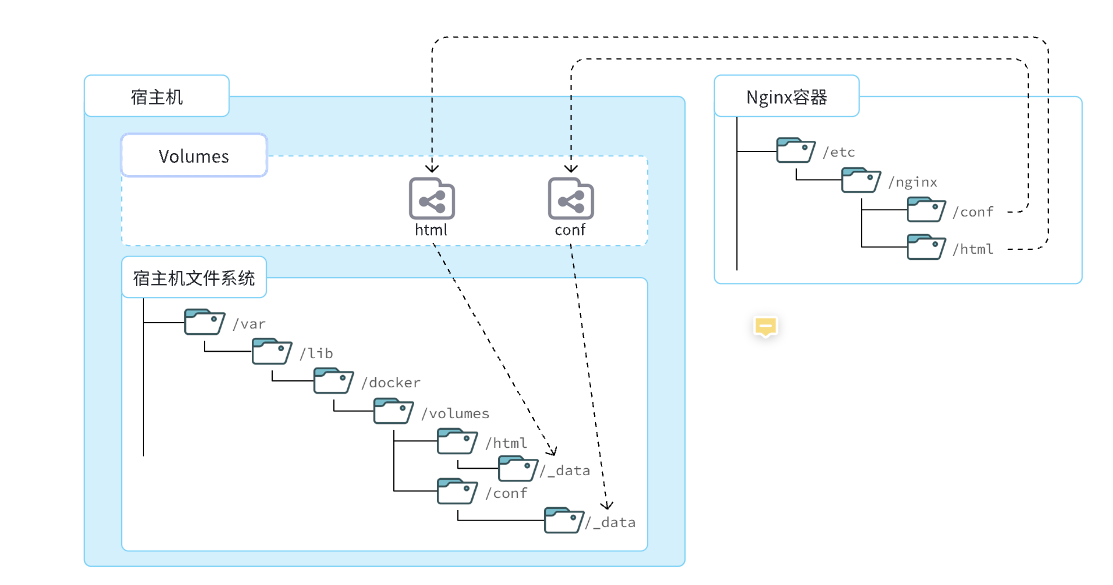 宿主机
Volumes
html
conf
宿主机文件系统
/var
/lib
/docker
/volumes
/html
/_data
/conf
/_data
Nginx容器
/etc
/nginx
/conf
/html